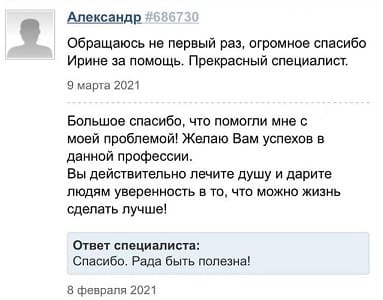 Александр #686730
Обращаюсь не первый раз, огромное спасибо
Ирине за помощь. Прекрасный специалист.
9 марта 2021
Большое спасибо, что помогли мне с
моей проблемой! Желаю Вам успехов в
данной профессии.
Вы действительно лечите душу и дарите
людям уверенность в то, что можно жизнь
сделать лучше!
Ответ специалиста:
Спасибо. Рада быть полезна!
8 февраля 2021